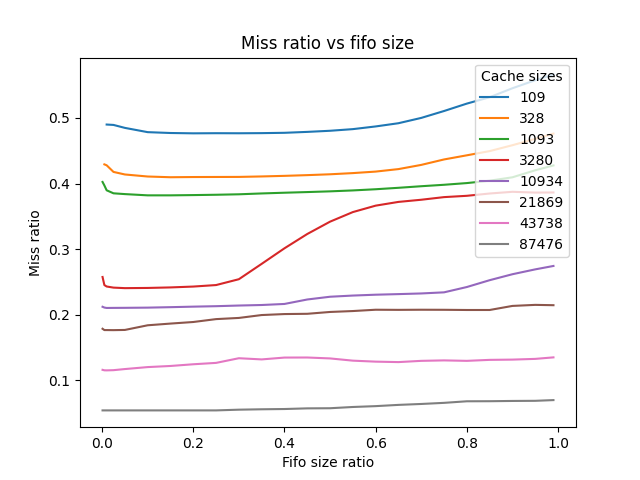 Miss ratio vs fifo size
Cache sizes
109
328
1093
3280
10934
21869
43738
87476
Miss ratio
0.5
0.4
0.3
0.2
0.1
0.0 0.2 0.4 0.6 0.8 1.0
Fifo size ratio